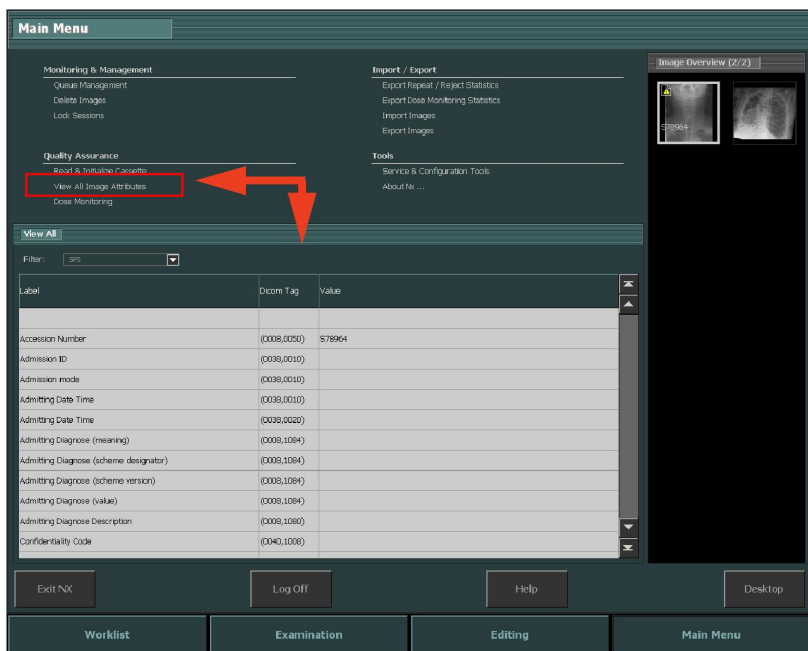 Main Menu
Monitoring & Management
Queue Management
Delete Images
Lock Sessions
Import / Export
Export Repeat / Reject Statistics
Export Dose Monitoring Statistics
Import Images
Export Images
Quality Assurance
Read & Initialize Cassette
View All Image Attributes
Dose Monitoring
Tools
Service & Configuration Tools
About Nx ...
Image Overview (2/2)
S78964
View All
Filter: SPS
Label Dicom Tag Value
Accession Number (0008,0050) S78964
Admission ID (0038,0010)
Admission mode (0038,0010)
Admitting Date Time (0038,0010)
Admitting Date Time (0038,0020)
Admitting Diagnose (meaning) (0008,1084)
Admitting Diagnose (scheme designator) (0008,1084)
Admitting Diagnose (scheme version) (0008,1084)
Admitting Diagnose (value) (0008,1084)
Admitting Diagnose Description (0008,1080)
Confidentiality Code (0040,1008)
Exit NX Log Off Help Desktop
Worklist Examination Editing Main Menu